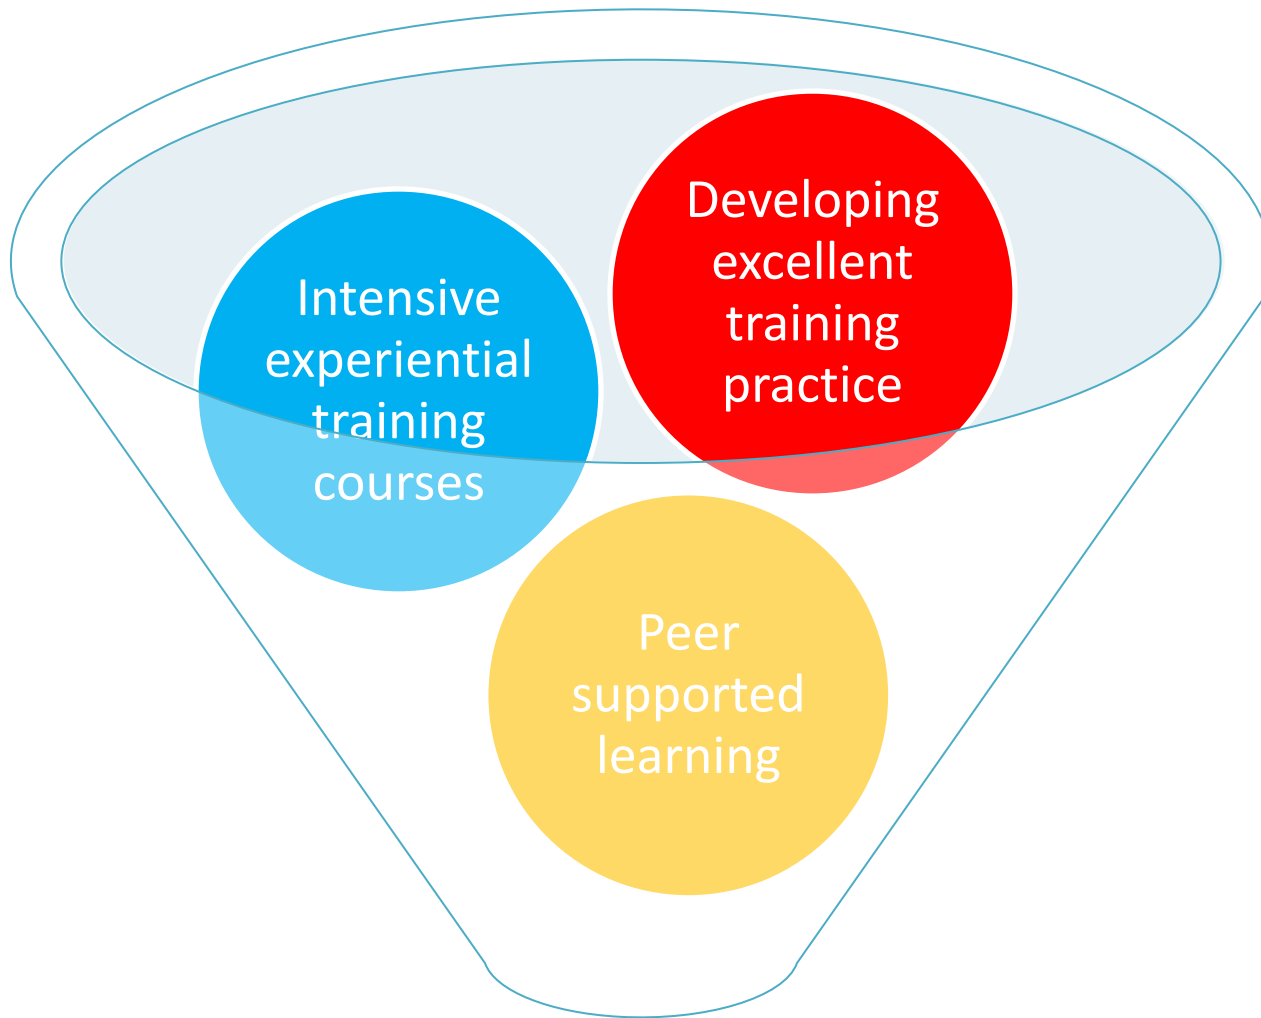 Developing
excellent
training
practice
Intensive
experiential
training
courses
Peer
supported
learning